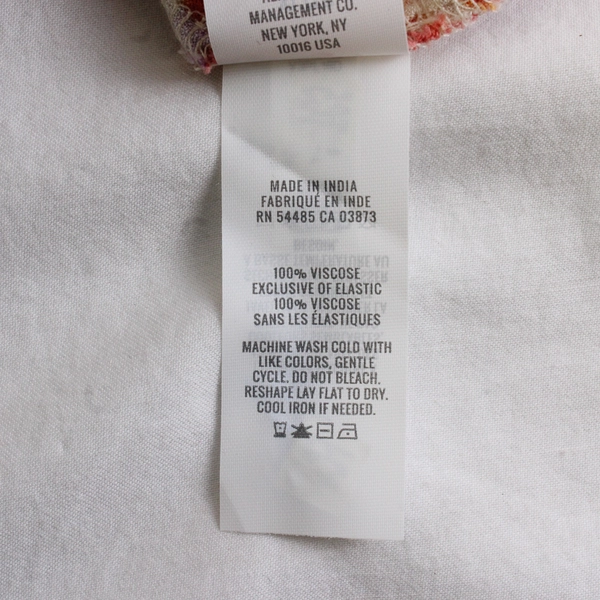 MANAGEMENT CO.
NEW YORK, NY
10016 USA
MADE IN INDIA
FABRIQUÉ EN INDE
RN 54485 CA 03873
100% VISCOSE
EXCLUSIVE OF ELASTIC
100% VISCOSE
SANS LES ÉLASTIQUES
MACHINE WASH COLD WITH
LIKE COLORS, GENTLE
CYCLE. DO NOT BLEACH.
RESHAPE LAY FLAT TO DRY.
COOL IRON IF NEEDED.